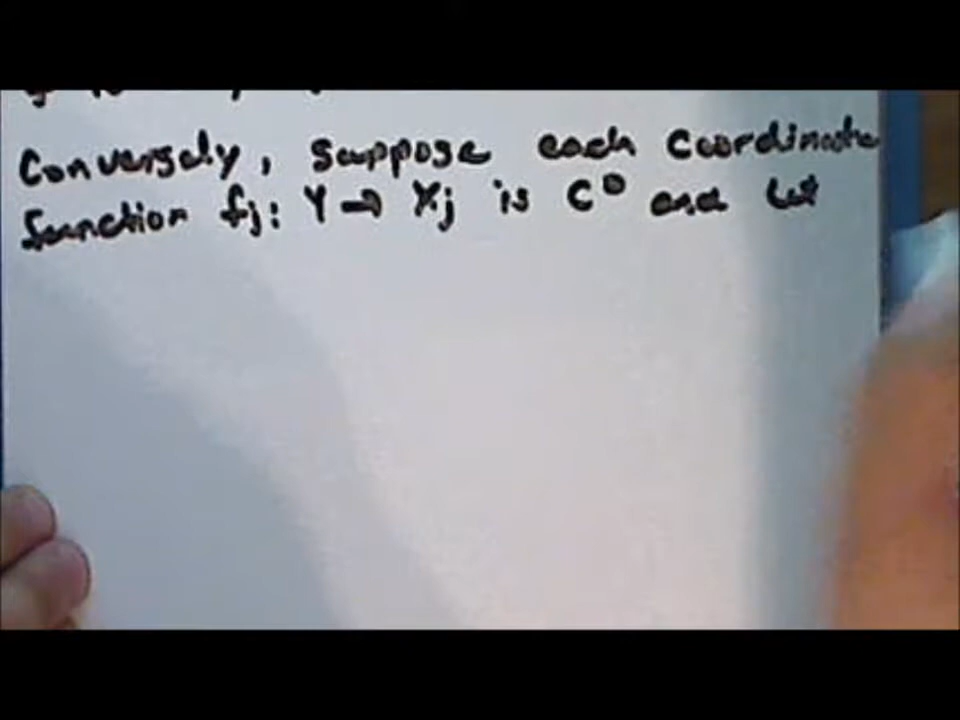 Conversely, suppose each coordinate
function fj: Y → Xj is C⁰ and let